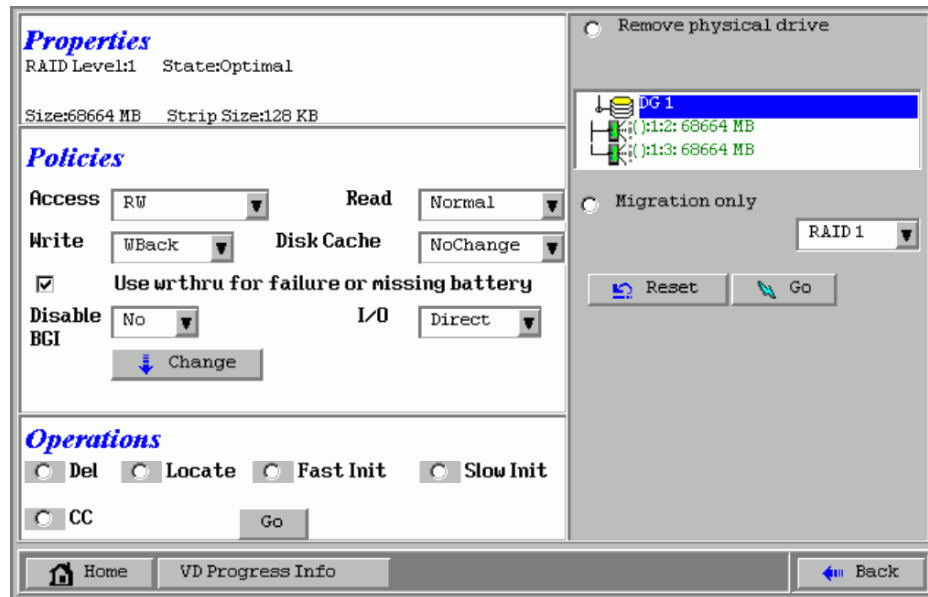 Properties
RAID Level:1 State:Optimal
Size:68664 MB Strip Size:128 KB
Policies
Access RW Read Normal
Write WBack Disk Cache NoChange
Use wrthru for failure or missing battery
Disable BGI No I/O Direct
Change
Operations
Del Locate Fast Init Slow Init
CC Go
Remove physical drive
DG 1
( ):1:2: 68664 MB
( ):1:3: 68664 MB
Migration only
RAID 1
Reset Go
Home VD Progress Info Back